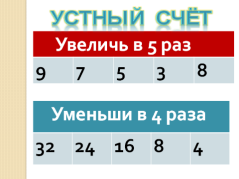 УСТНЫЙ СЧЁТ
Увеличь в 5 раз
9 7 5 3 8
Уменьши в 4 раза
32 24 16 8 4